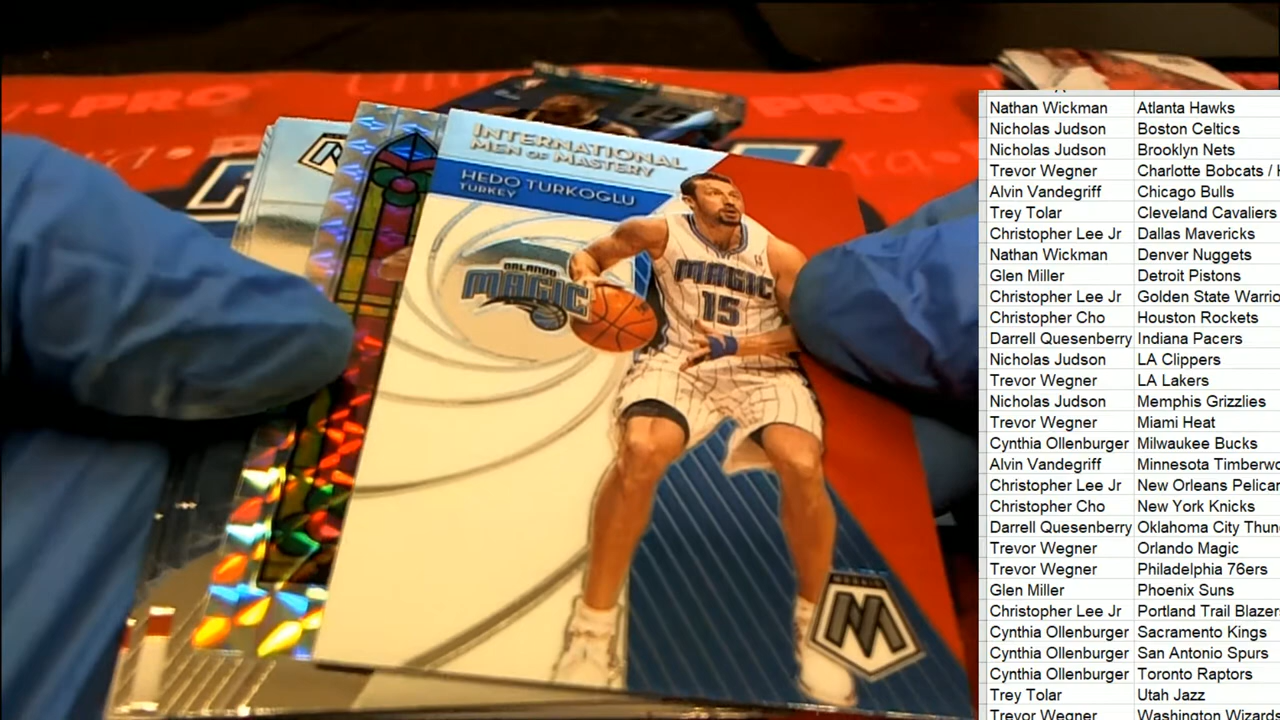 PRO
PRO
INTERNATIONAL
MEN OF MASTERY
HEDO TURKOGLU
TURKEY
ORLANDO
MAGIC
MAGIC
15
MOSAIC
M
Nathan Wickman Atlanta Hawks
Nicholas Judson Boston Celtics
Nicholas Judson Brooklyn Nets
Trevor Wegner Charlotte Bobcats / H
Alvin Vandegriff Chicago Bulls
Trey Tolar Cleveland Cavaliers
Christopher Lee Jr Dallas Mavericks
Nathan Wickman Denver Nuggets
Glen Miller Detroit Pistons
Christopher Lee Jr Golden State Warrio
Christopher Cho Houston Rockets
Darrell Quesenberry Indiana Pacers
Nicholas Judson LA Clippers
Trevor Wegner LA Lakers
Nicholas Judson Memphis Grizzlies
Trevor Wegner Miami Heat
Cynthia Ollenburger Milwaukee Bucks
Alvin Vandegriff Minnesota Timberwo
Christopher Lee Jr New Orleans Pelican
Christopher Cho New York Knicks
Darrell Quesenberry Oklahoma City Thun
Trevor Wegner Orlando Magic
Trevor Wegner Philadelphia 76ers
Glen Miller Phoenix Suns
Christopher Lee Jr Portland Trail Blazer
Cynthia Ollenburger Sacramento Kings
Cynthia Ollenburger San Antonio Spurs
Cynthia Ollenburger Toronto Raptors
Trey Tolar Utah Jazz
Trevor Wegner Washington Wizards